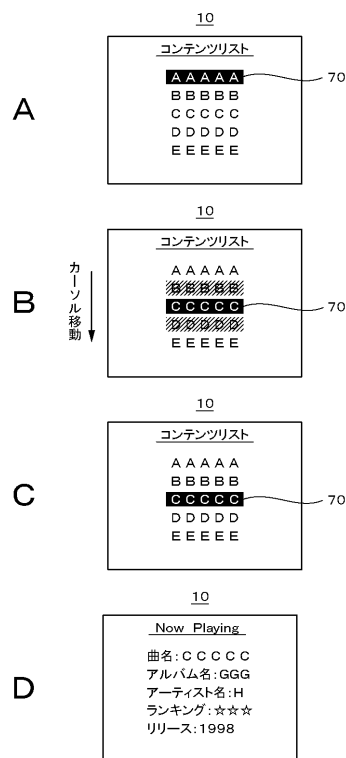 10
コンテンツリスト
A
AAAAA
70
BBBBB
CCCCC
DDDDD
EEEEE
10
コンテンツリスト
カーソル移動
B
AAAAA
BBBBB
CCCCC
70
DDDDD
EEEEE
10
コンテンツリスト
C
AAAAA
BBBBB
CCCCC
70
DDDDD
EEEEE
10
Now Playing
D
曲名:CCCCC
アルバム名:GGG
アーティスト名:H
ランキング:☆☆☆
リリース:1998